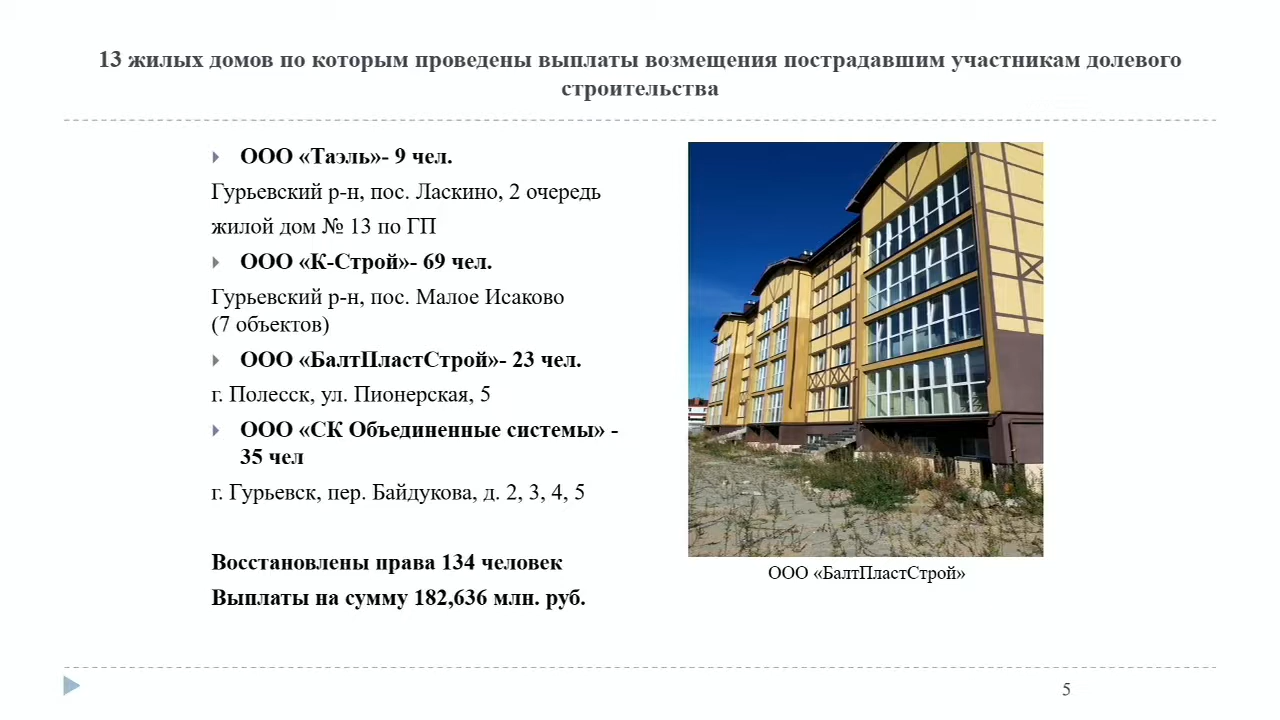 13 жилых домов по которым проведены выплаты возмещения пострадавшим участникам долевого
строительства
ООО «Таэль»- 9 чел.
Гурьевский р-н, пос. Ласкино, 2 очередь
жилой дом № 13 по ГП
ООО «К-Строй»- 69 чел.
Гурьевский р-н, пос. Малое Исаково
(7 объектов)
ООО «БалтПластСтрой»- 23 чел.
г. Полесск, ул. Пионерская, 5
ООО «СК Объединенные системы» -
35 чел
г. Гурьевск, пер. Байдукова, д. 2, 3, 4, 5
Восстановлены права 134 человек
Выплаты на сумму 182,636 млн. руб.
ООО «БалтПластСтрой»
5